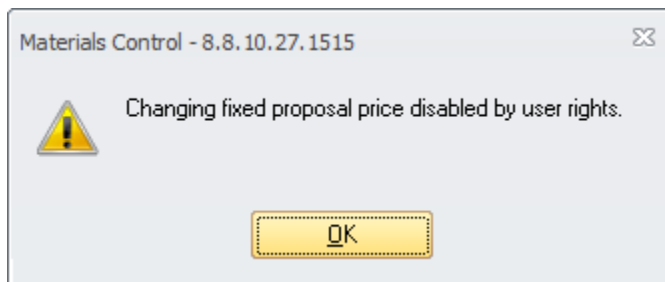 Materials Control - 8.8.10.27.1515
Changing fixed proposal price disabled by user rights.
OK